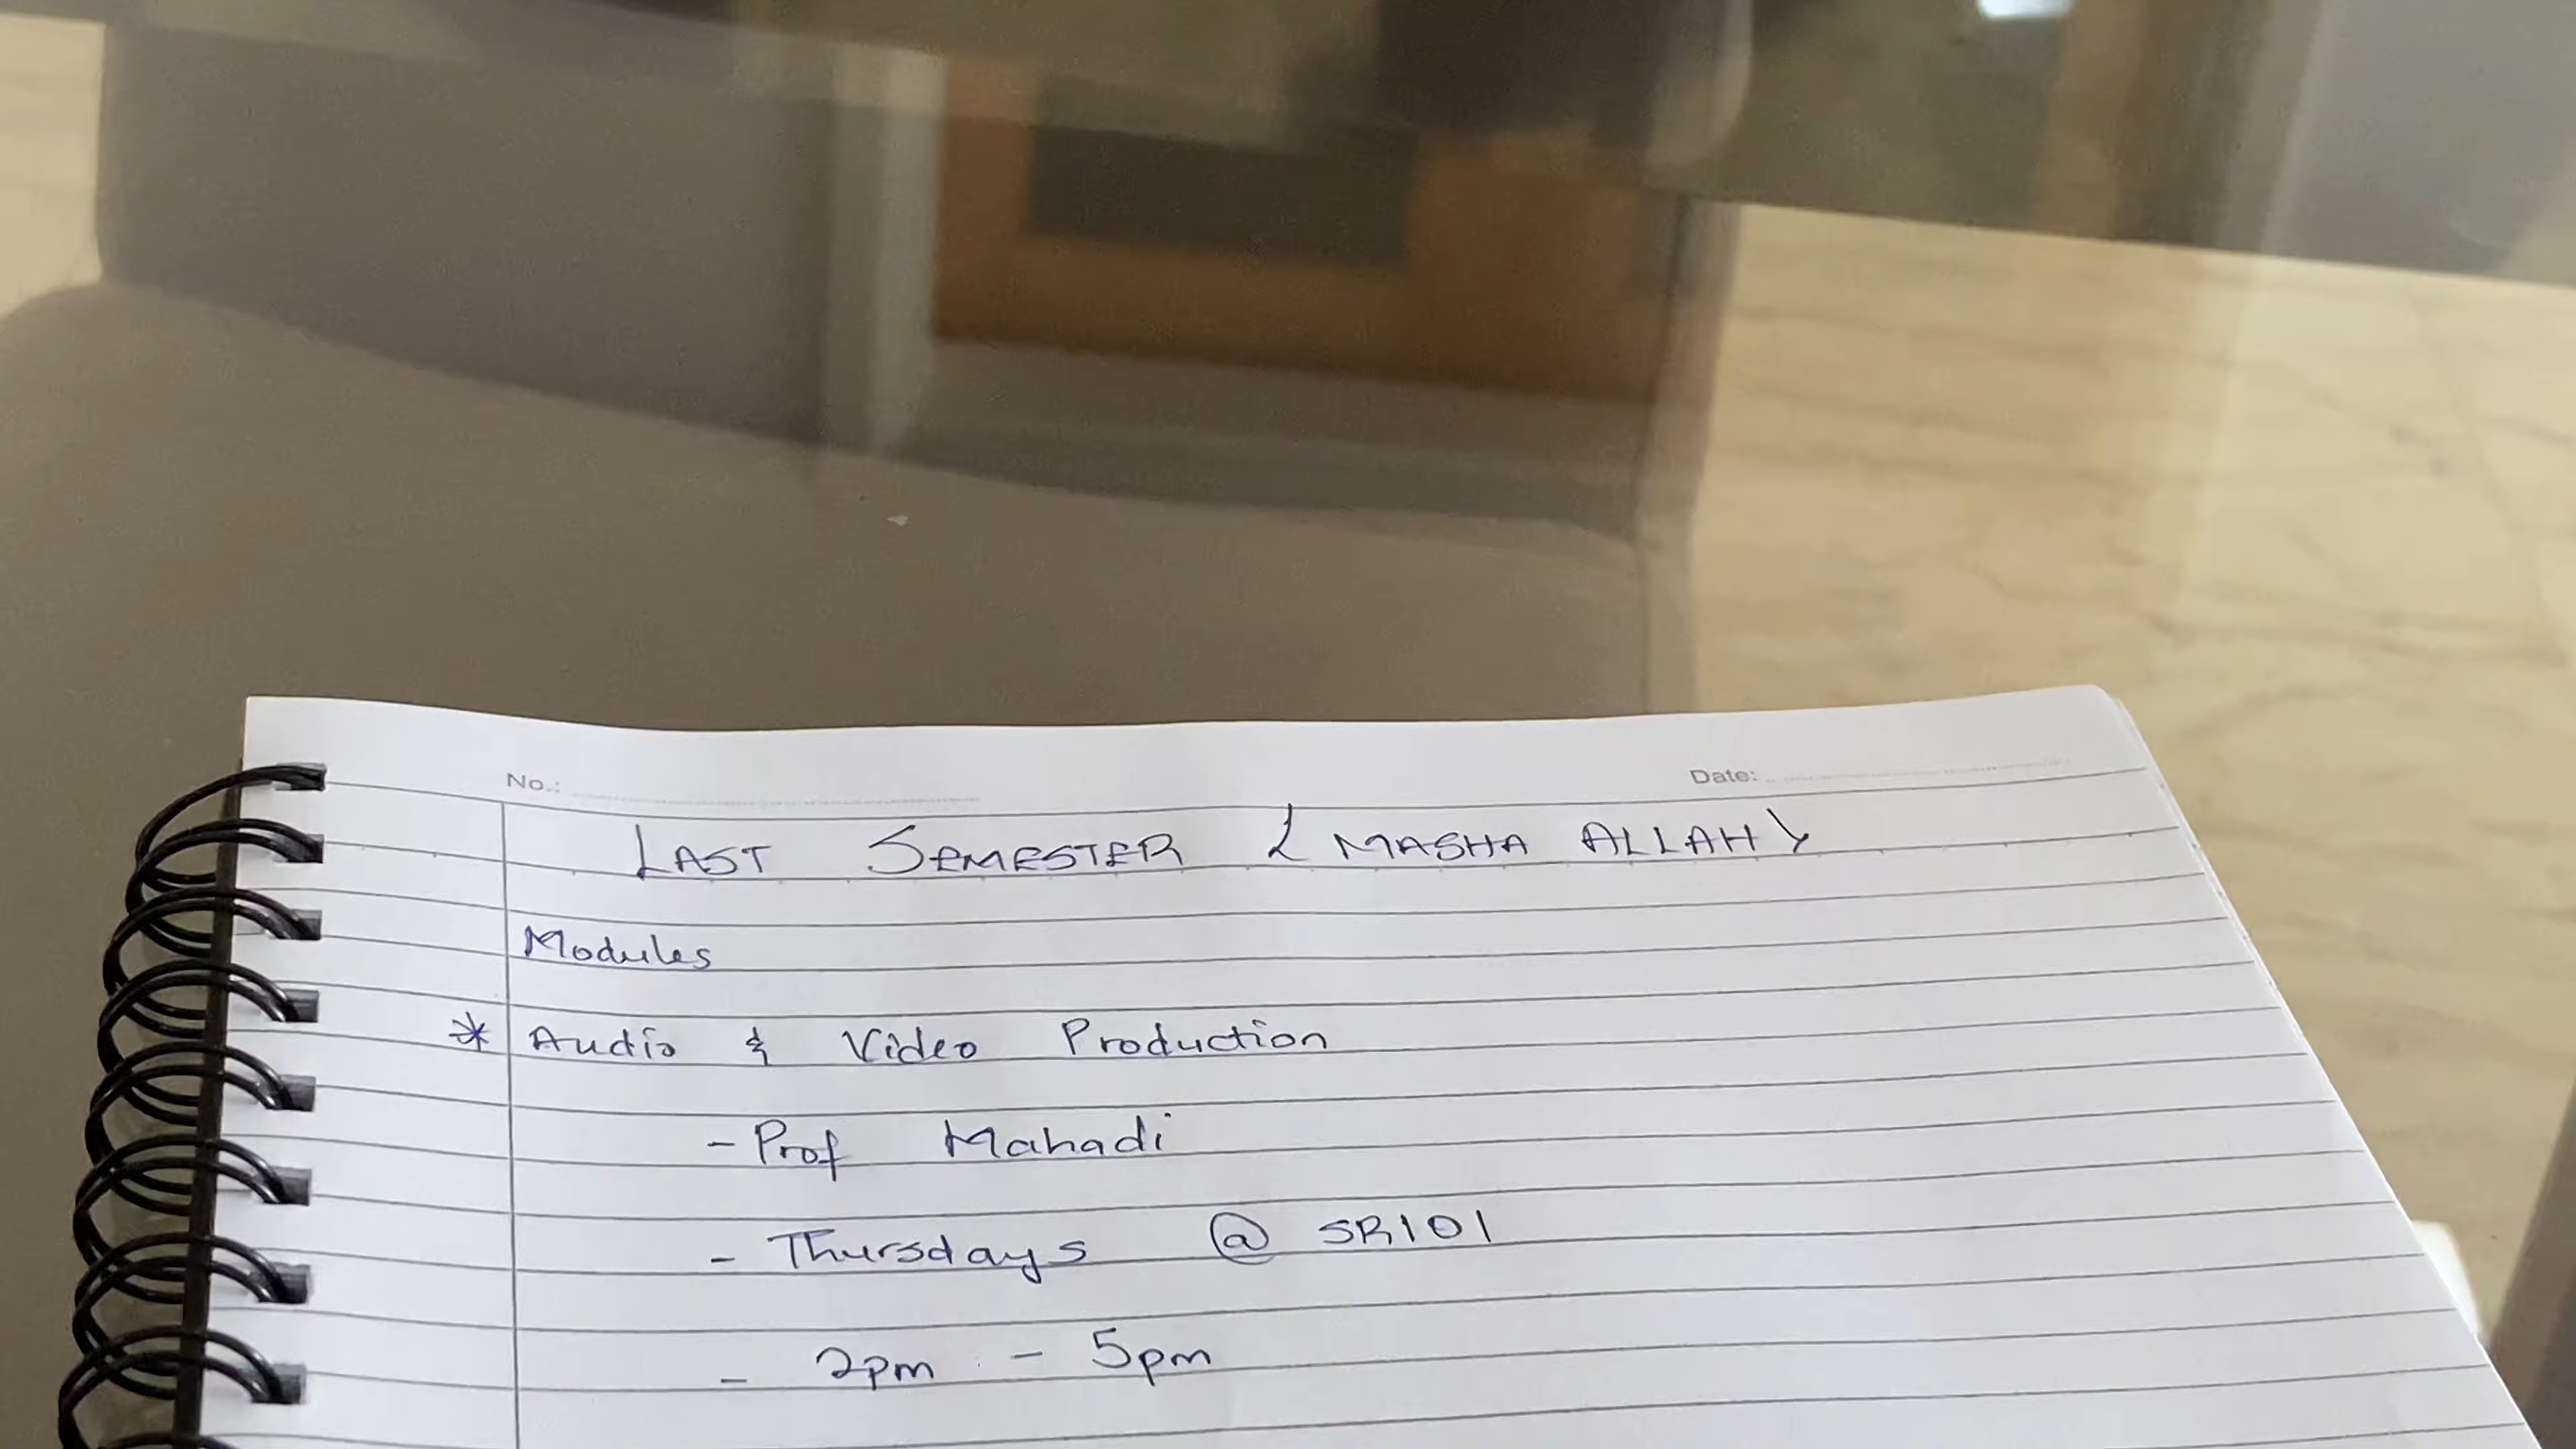 No.: Date:
LAST SEMESTER { MASHA ALLAH }
Modules
* Audio & Video Production
- Prof Mahadi
- Thursdays @ SR101
- 2pm - 5pm